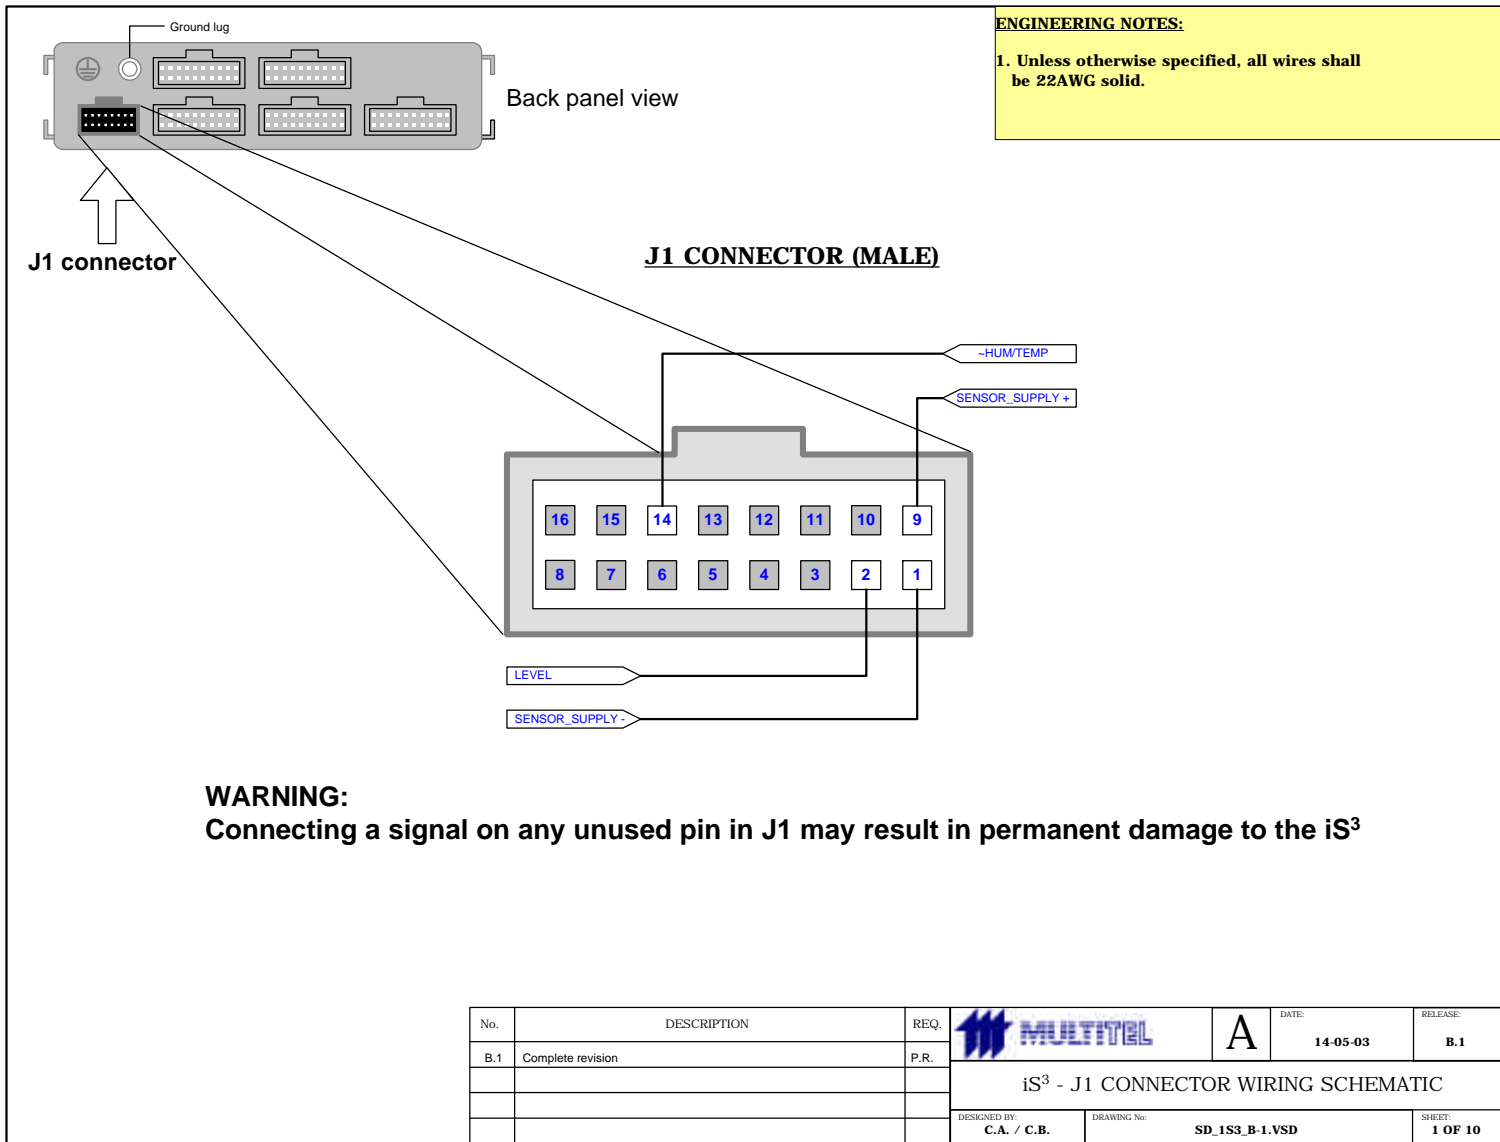 Ground lug
Back panel view
J1 connector
ENGINEERING NOTES:
1. Unless otherwise specified, all wires shall
be 22AWG solid.
J1 CONNECTOR (MALE)
~HUM/TEMP
SENSOR_SUPPLY +
16 15 14 13 12 11 10 9
8 7 6 5 4 3 2 1
LEVEL
SENSOR_SUPPLY -
WARNING:
Connecting a signal on any unused pin in J1 may result in permanent damage to the iS³
No. DESCRIPTION REQ.
B.1 Complete revision P.R.
MULTITEL
A
DATE:
14-05-03
RELEASE:
B.1
iS³ - J1 CONNECTOR WIRING SCHEMATIC
DESIGNED BY:
C.A. / C.B.
DRAWING No:
SD_1S3_B-1.VSD
SHEET:
1 OF 10